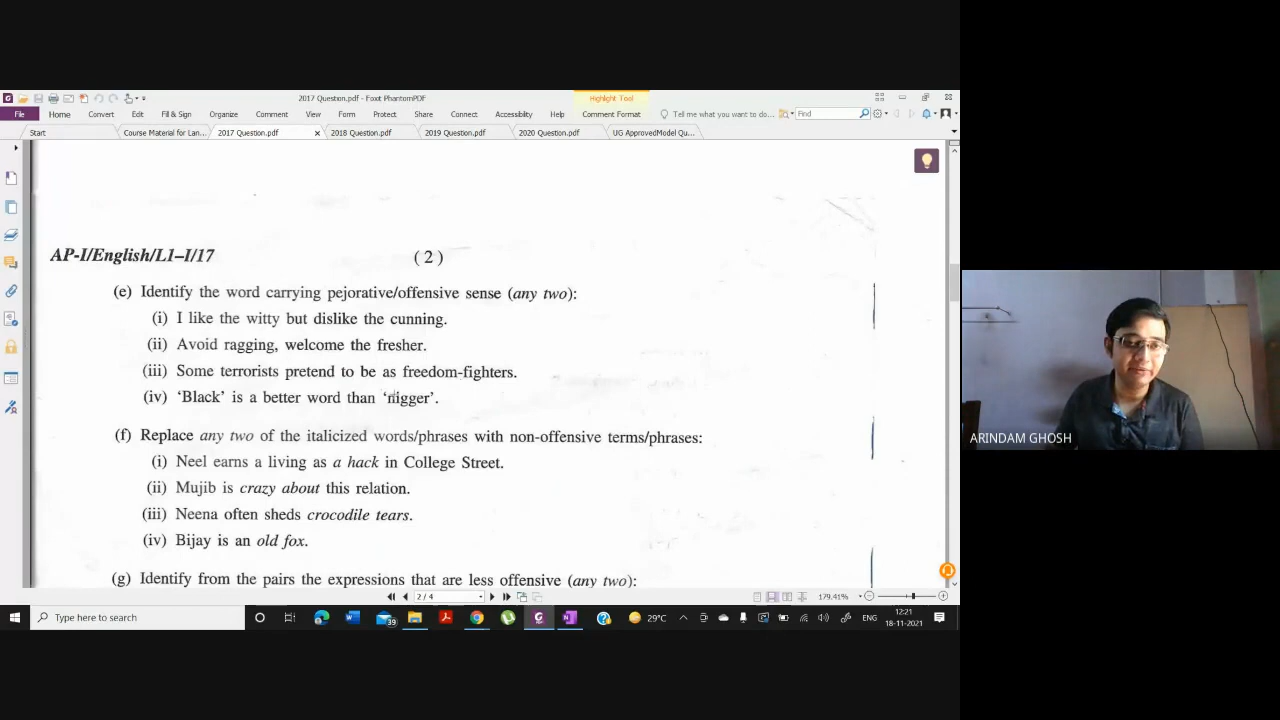 2017 Question.pdf - Foxit PhantomPDF
Highlight Tool
File Home Convert Edit Fill & Sign Organize Comment View Form Protect Share Connect Accessibility Help Comment Format Tell me what you want to do... Find
Start Course Material for Lan... 2017 Question.pdf 2018 Question.pdf 2019 Question.pdf 2020 Question.pdf UG ApprovedModel Qu...
AP-I/English/L1–I/17 ( 2 )
(e) Identify the word carrying pejorative/offensive sense (any two):
(i) I like the witty but dislike the cunning.
(ii) Avoid ragging, welcome the fresher.
(iii) Some terrorists pretend to be as freedom-fighters.
(iv) ‘Black’ is a better word than ‘nigger’.
(f) Replace any two of the italicized words/phrases with non-offensive terms/phrases:
(i) Neel earns a living as a hack in College Street.
(ii) Mujib is crazy about this relation.
(iii) Neena often sheds crocodile tears.
(iv) Bijay is an old fox.
(g) Identify from the pairs the expressions that are less offensive (any two):
2 / 4 179.41%
Type here to search 39 29°C ENG 12:21
18-11-2021
ARINDAM GHOSH